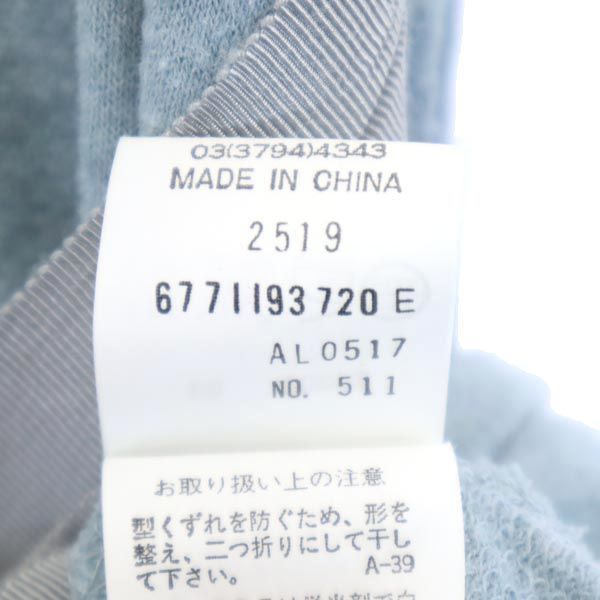 03(3794)4343
MADE IN CHINA
2519
6771193720 E
AL0517
NO. 511
お取り扱い上の注意
型くずれを防ぐため、形を
整え、二つ折りにして干し
て下さい。 A-39